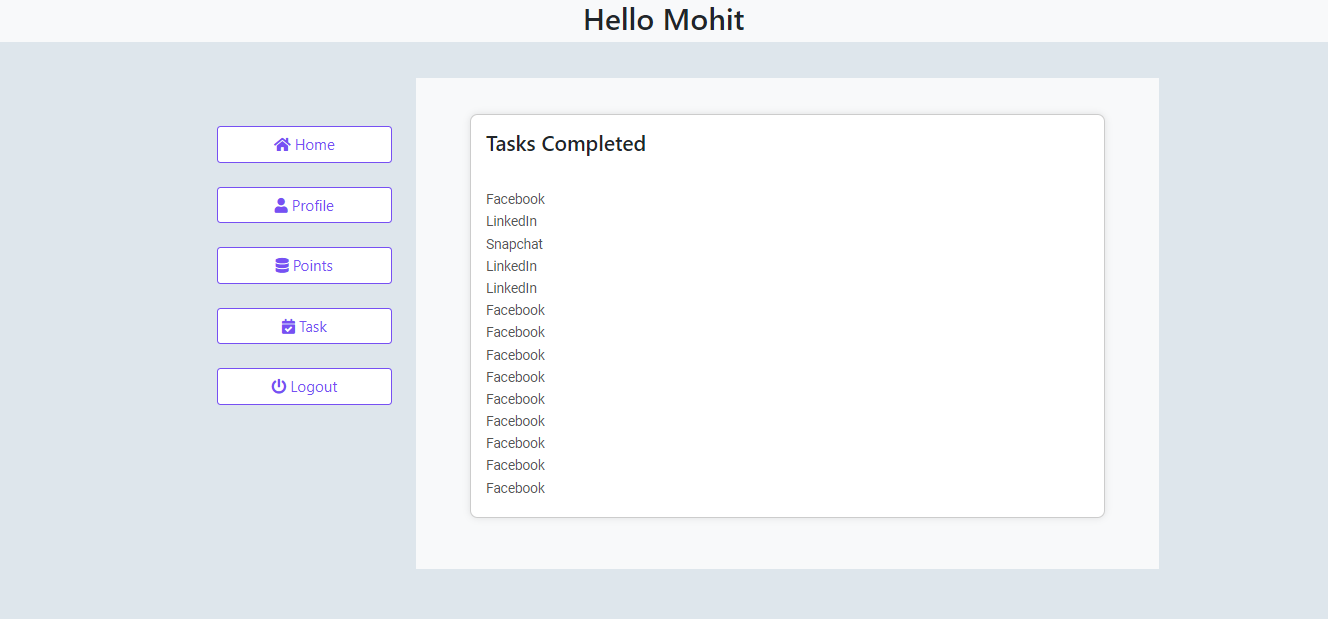 Hello Mohit
Home
Profile
Points
Task
Logout
Tasks Completed
Facebook
LinkedIn
Snapchat
LinkedIn
LinkedIn
Facebook
Facebook
Facebook
Facebook
Facebook
Facebook
Facebook
Facebook
Facebook